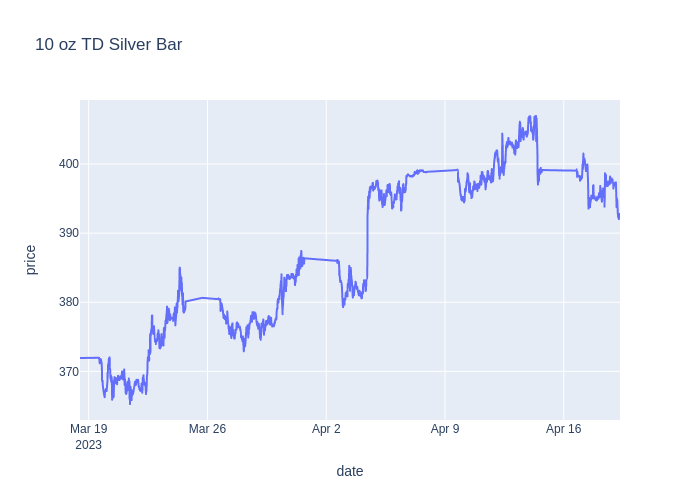 10 oz TD Silver Bar
400
390
380
370
price
Mar 19
2023
Mar 26
Apr 2
Apr 9
Apr 16
date